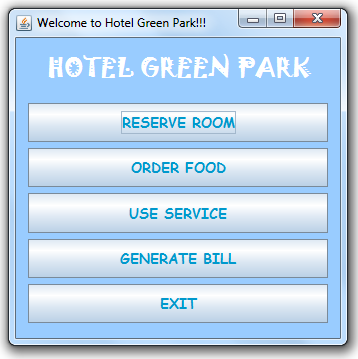 Welcome to Hotel Green Park!!!
HOTEL GREEN PARK
RESERVE ROOM
ORDER FOOD
USE SERVICE
GENERATE BILL
EXIT